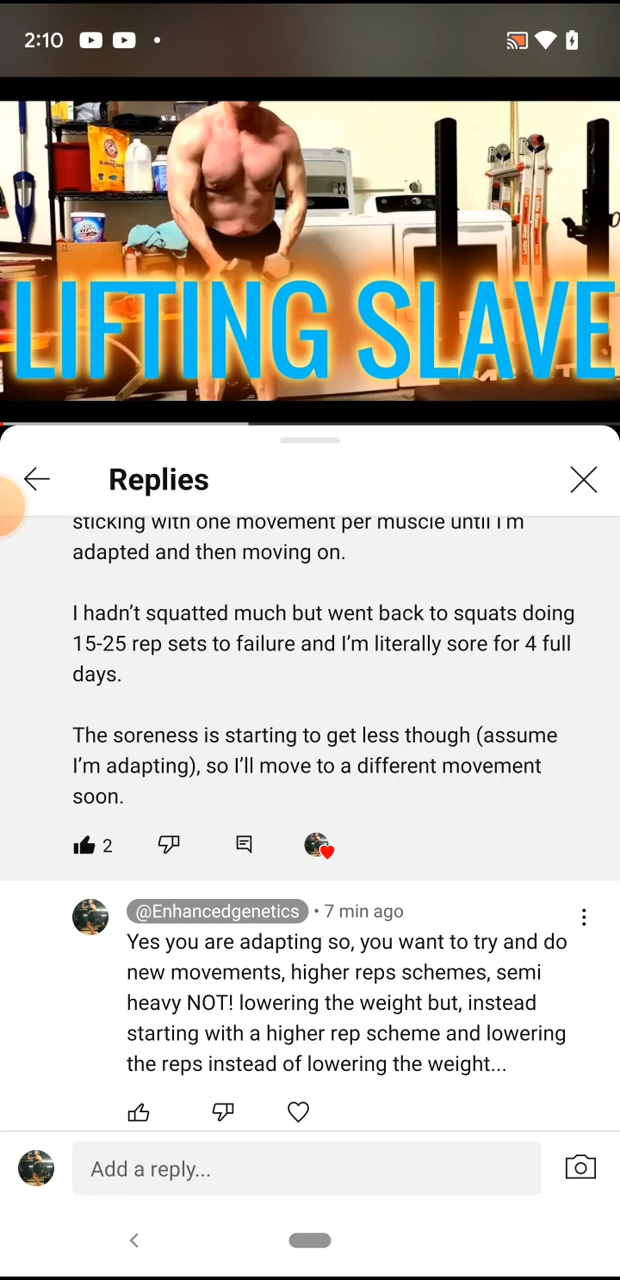 2:10
LIFTING SLAVE
Replies
sticking with one movement per muscle until I'm
adapted and then moving on.
I hadn't squatted much but went back to squats doing
15-25 rep sets to failure and I'm literally sore for 4 full
days.
The soreness is starting to get less though (assume
I'm adapting), so I'll move to a different movement
soon.
2
@Enhancedgenetics • 7 min ago
Yes you are adapting so, you want to try and do
new movements, higher reps schemes, semi
heavy NOT! lowering the weight but, instead
starting with a higher rep scheme and lowering
the reps instead of lowering the weight...
Add a reply...